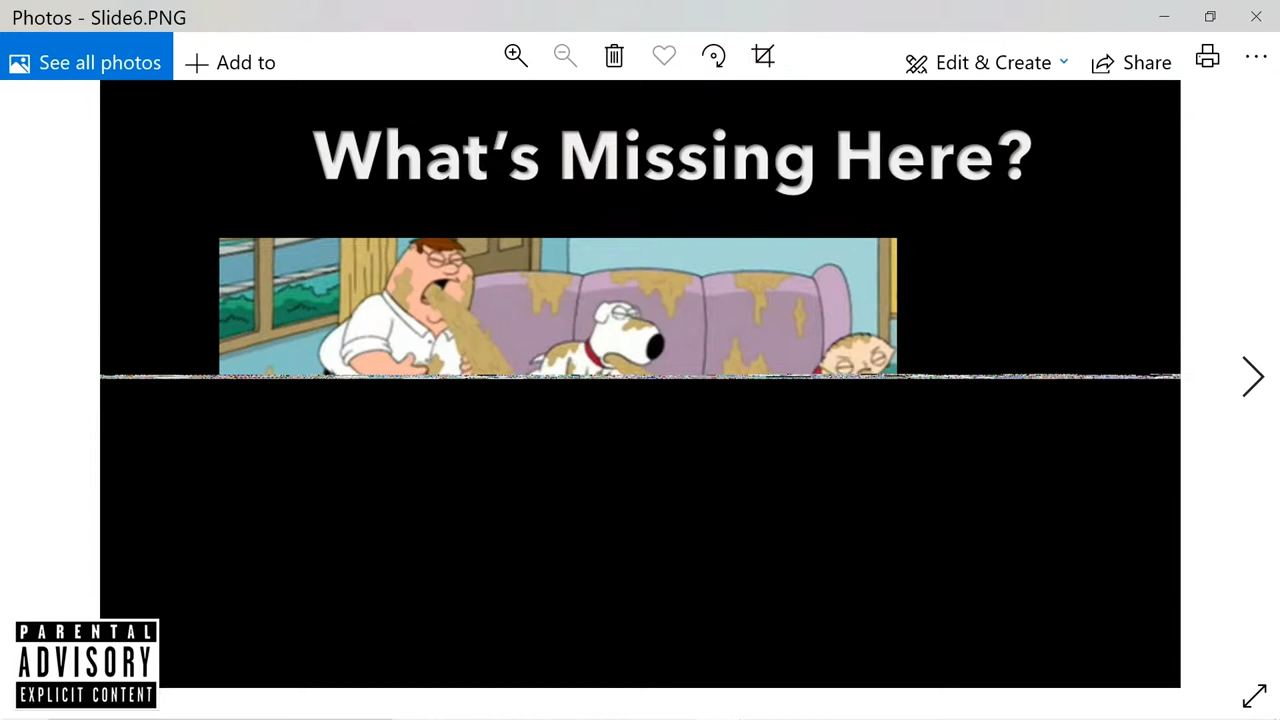 Photos - Slide6.PNG
See all photos
Add to
Edit & Create
Share
What's Missing Here?
PARENTAL
ADVISORY
EXPLICIT CONTENT